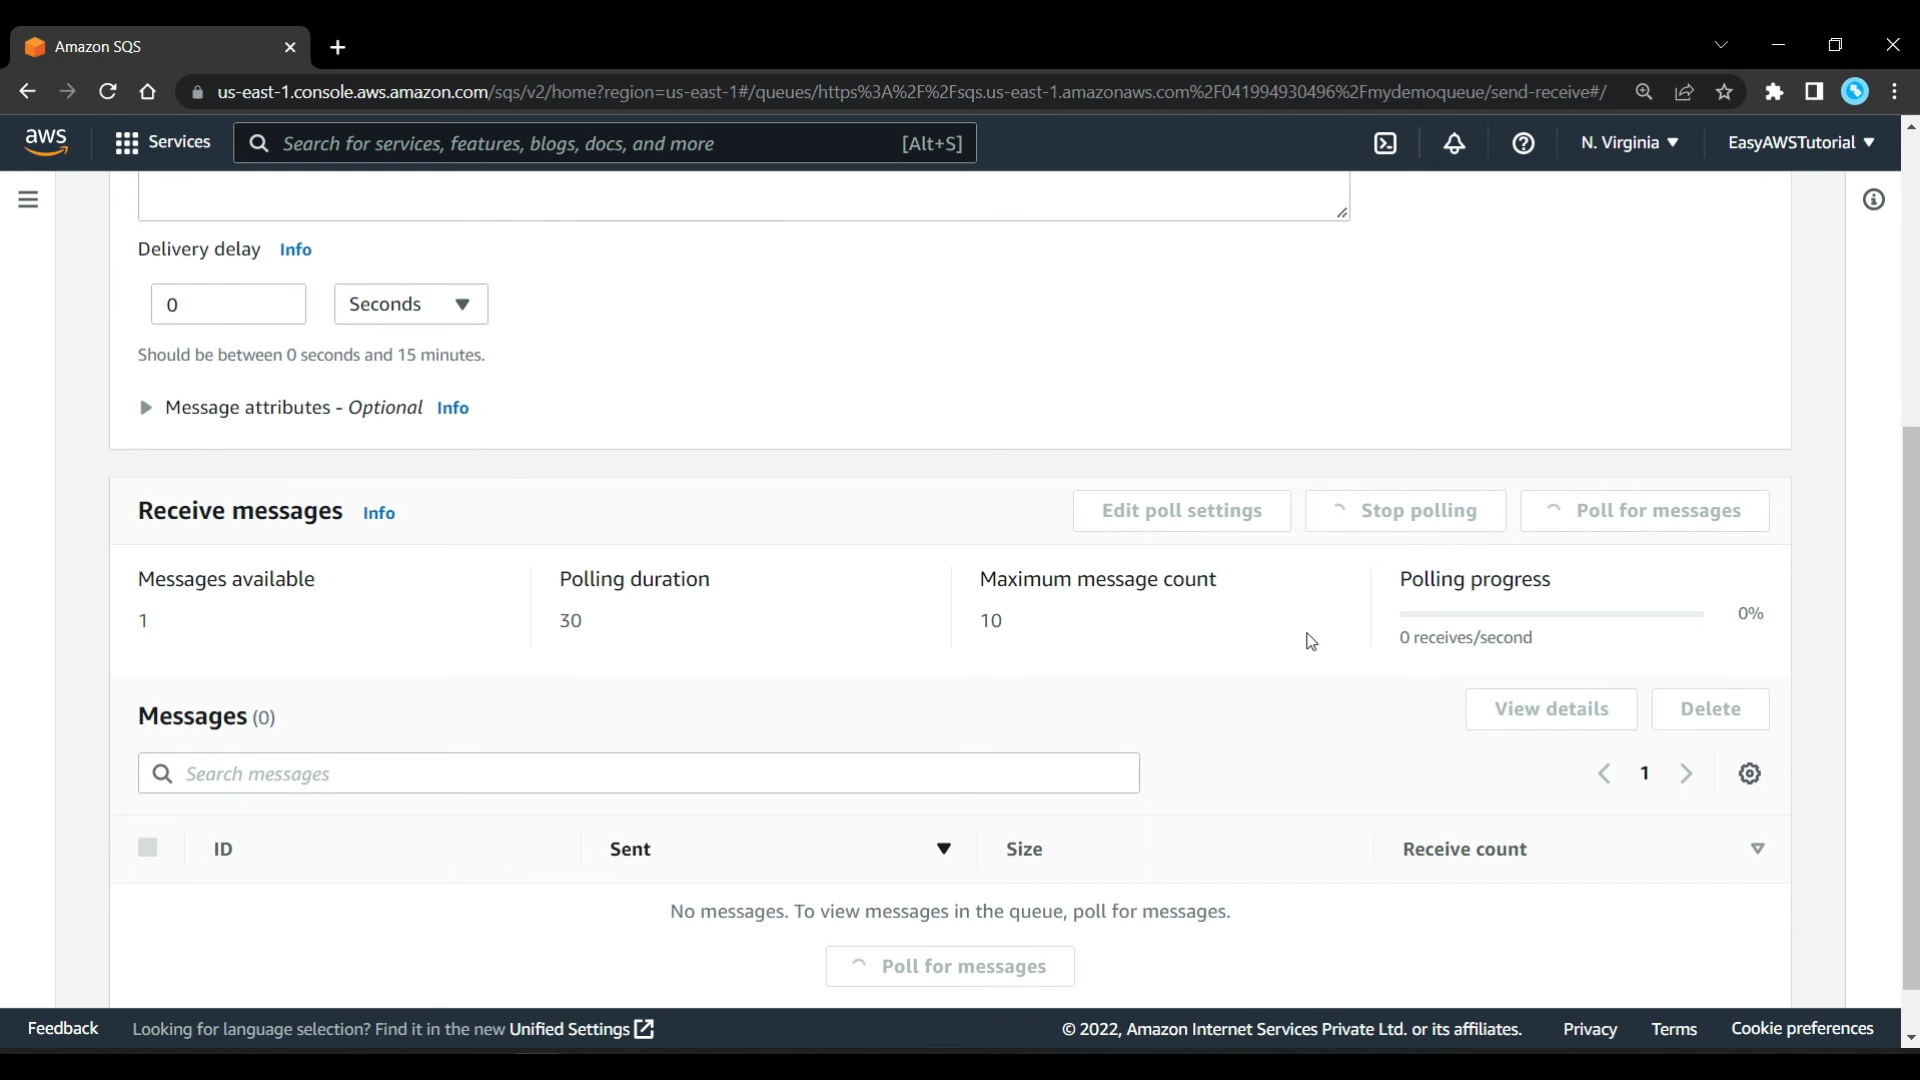 Amazon SQS
us-east-1.console.aws.amazon.com/sqs/v2/home?region=us-east-1#/queues/https%3A%2F%2Fsqs.us-east-1.amazonaws.com%2F041994930496%2Fmydemoqueue/send-receive#/
aws Services Search for services, features, blogs, docs, and more [Alt+S] N. Virginia EasyAWSTutorial
Delivery delay Info
0 Seconds
Should be between 0 seconds and 15 minutes.
Message attributes - Optional Info
Receive messages Info Edit poll settings Stop polling Poll for messages
Messages available Polling duration Maximum message count Polling progress
1 30 10 0%
0 receives/second
Messages (0) View details Delete
Search messages 1
ID Sent Size Receive count
No messages. To view messages in the queue, poll for messages.
Poll for messages
Feedback Looking for language selection? Find it in the new Unified Settings © 2022, Amazon Internet Services Private Ltd. or its affiliates. Privacy Terms Cookie preferences